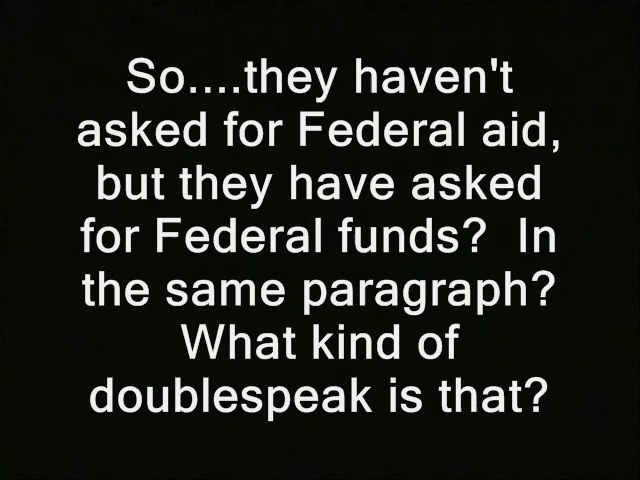 So....they haven't
asked for Federal aid,
but they have asked
for Federal funds?  In
the same paragraph?
What kind of
doublespeak is that?